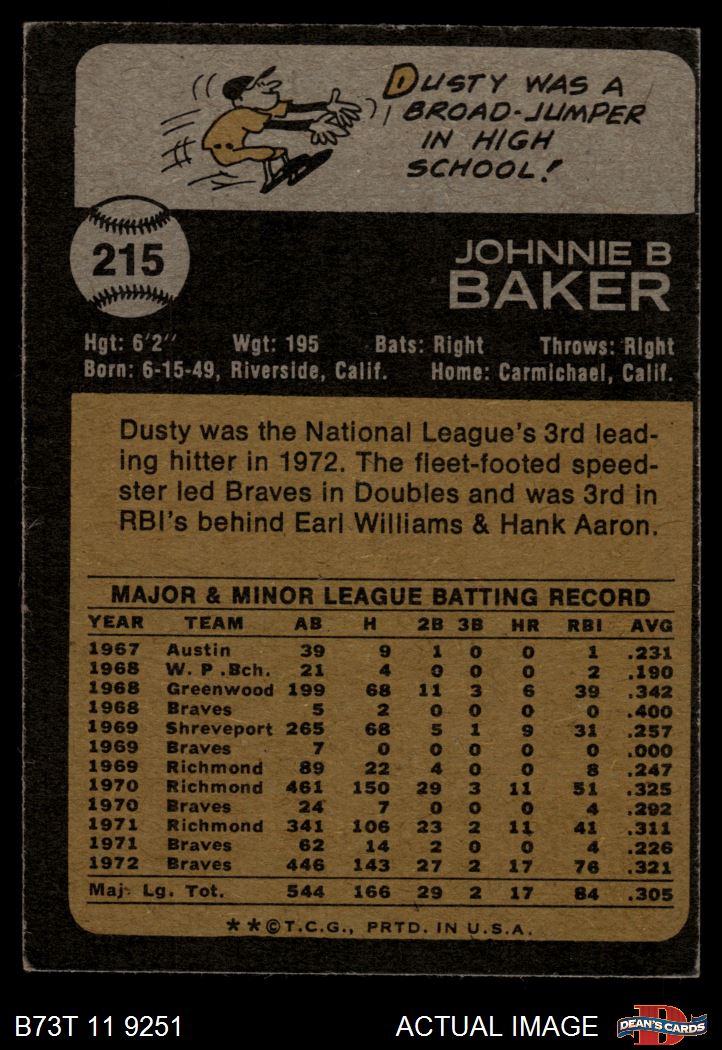 DUSTY WAS A
BROAD-JUMPER
IN HIGH
SCHOOL!
215
JOHNNIE B
BAKER
Hgt: 6'2" Wgt: 195 Bats: Right Throws: Right
Born: 6-15-49, Riverside, Calif. Home: Carmichael, Calif.
Dusty was the National League's 3rd lead-
ing hitter in 1972. The fleet-footed speed-
ster led Braves in Doubles and was 3rd in
RBI's behind Earl Williams & Hank Aaron.
MAJOR & MINOR LEAGUE BATTING RECORD
YEAR TEAM AB H 2B 3B HR RBI AVG
1967 Austin 39 9 1 0 0 1 .231
1968 W. P .Bch. 21 4 0 0 0 2 .190
1968 Greenwood 199 68 11 3 6 39 .342
1968 Braves 5 2 0 0 0 0 .400
1969 Shreveport 265 68 5 1 9 31 .257
1969 Braves 7 0 0 0 0 0 .000
1969 Richmond 89 22 4 0 0 8 .247
1970 Richmond 461 150 29 3 11 51 .325
1970 Braves 24 7 0 0 0 4 .292
1971 Richmond 341 106 23 2 11 41 .311
1971 Braves 62 14 2 0 0 4 .226
1972 Braves 446 143 27 2 17 76 .321
Maj. Lg. Tot. 544 166 29 2 17 84 .305
**©T.C.G., PRTD. IN U.S.A.
B73T 11 9251 ACTUAL IMAGE D DEAN'S CARDS